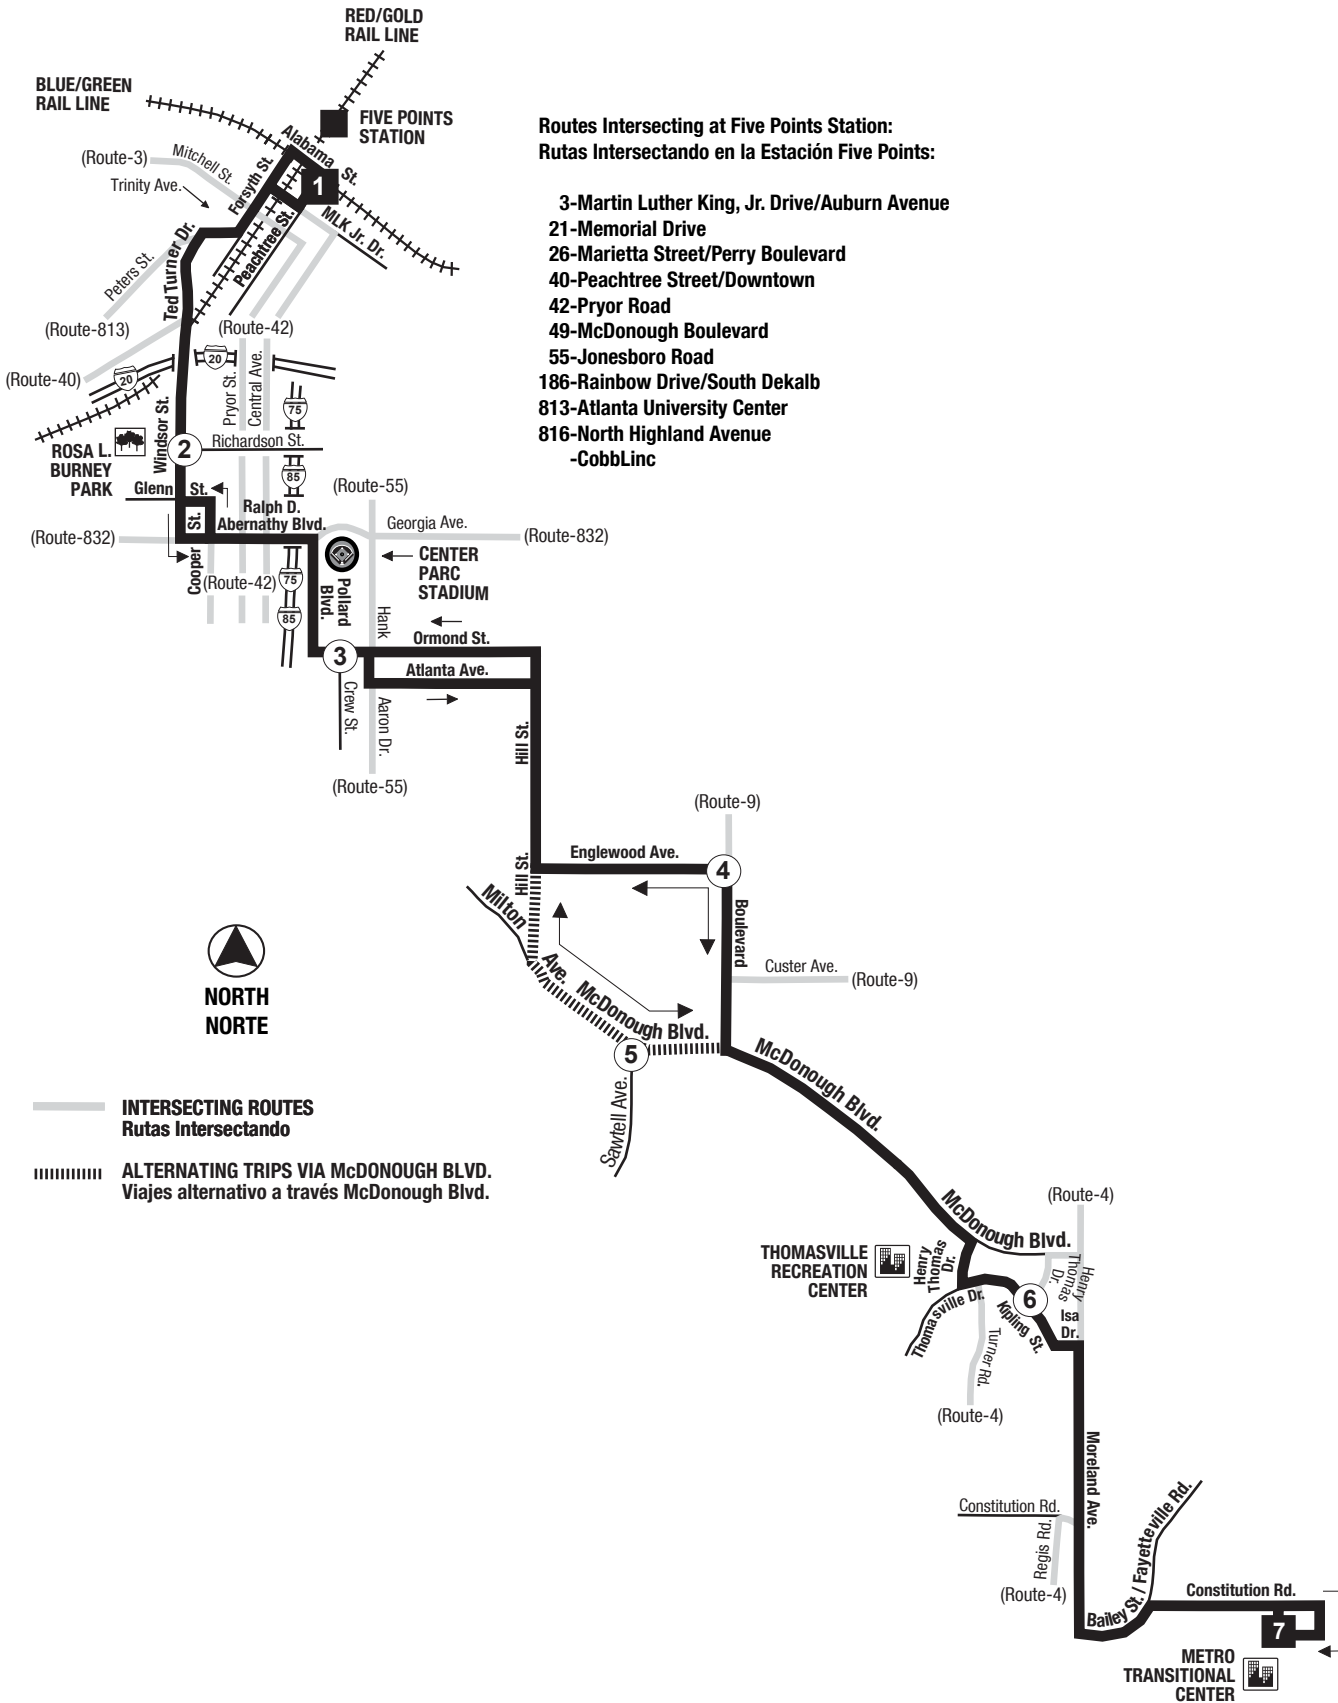 RED/GOLD
RAIL LINE
BLUE/GREEN
RAIL LINE
FIVE POINTS
STATION
Alabama St.
(Route-3)
Mitchell St.
Trinity Ave.
Forsyth St.
1
MLK Jr. Dr.
Peachtree St.
Ted Turner Dr.
Peters St.
(Route-813)
(Route-42)
(Route-40)
20
20
Pryor St.
Central Ave.
75
Windsor St.
ROSA L.
BURNEY
PARK
2
Richardson St.
85
Glenn St.
(Route-55)
Ralph D.
Abernathy Blvd.
Georgia Ave.
(Route-832)
(Route-832)
Cooper St.
(Route-42)
75
85
Pollard
Blvd.
CENTER
PARC
STADIUM
Hank
Aaron Dr.
Ormond St.
3
Atlanta Ave.
Crew St.
Hill St.
(Route-55)
Routes Intersecting at Five Points Station:
Rutas Intersectando en la Estación Five Points:
3-Martin Luther King, Jr. Drive/Auburn Avenue
21-Memorial Drive
26-Marietta Street/Perry Boulevard
40-Peachtree Street/Downtown
42-Pryor Road
49-McDonough Boulevard
55-Jonesboro Road
186-Rainbow Drive/South Dekalb
813-Atlanta University Center
816-North Highland Avenue
-CobbLinc
(Route-9)
Englewood Ave.
4
Hill St.
Milton Ave.
Boulevard
Custer Ave.
(Route-9)
McDonough Blvd.
5
Sawtell Ave.
McDonough Blvd.
NORTH
NORTE
INTERSECTING ROUTES
Rutas Intersectando
ALTERNATING TRIPS VIA McDONOUGH BLVD.
Viajes alternativo a través McDonough Blvd.
McDonough Blvd.
(Route-4)
THOMASVILLE
RECREATION
CENTER
Henry
Thomas
Dr.
Henry
Thomas
Dr.
Thomasville Dr.
6
Kipling St.
Isa
Dr.
Turner Rd.
(Route-4)
Moreland Ave.
Constitution Rd.
Regis Rd.
(Route-4)
Bailey St. / Fayetteville Rd.
Constitution Rd.
7
METRO
TRANSITIONAL
CENTER